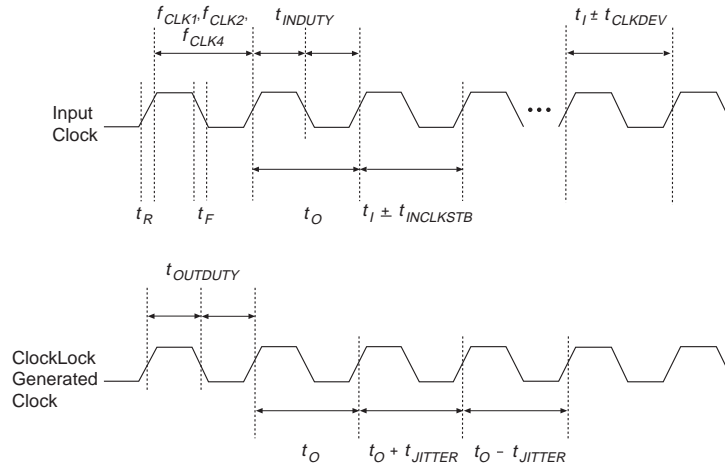 f_CLK1, f_CLK2,
f_CLK4
t_INDUTY
t_I ± t_CLKDEV
Input
Clock
t_R
t_F
t_O
t_I ± t_INCLKSTB
t_OUTDUTY
ClockLock
Generated
Clock
t_O
t_O + t_JITTER
t_O − t_JITTER